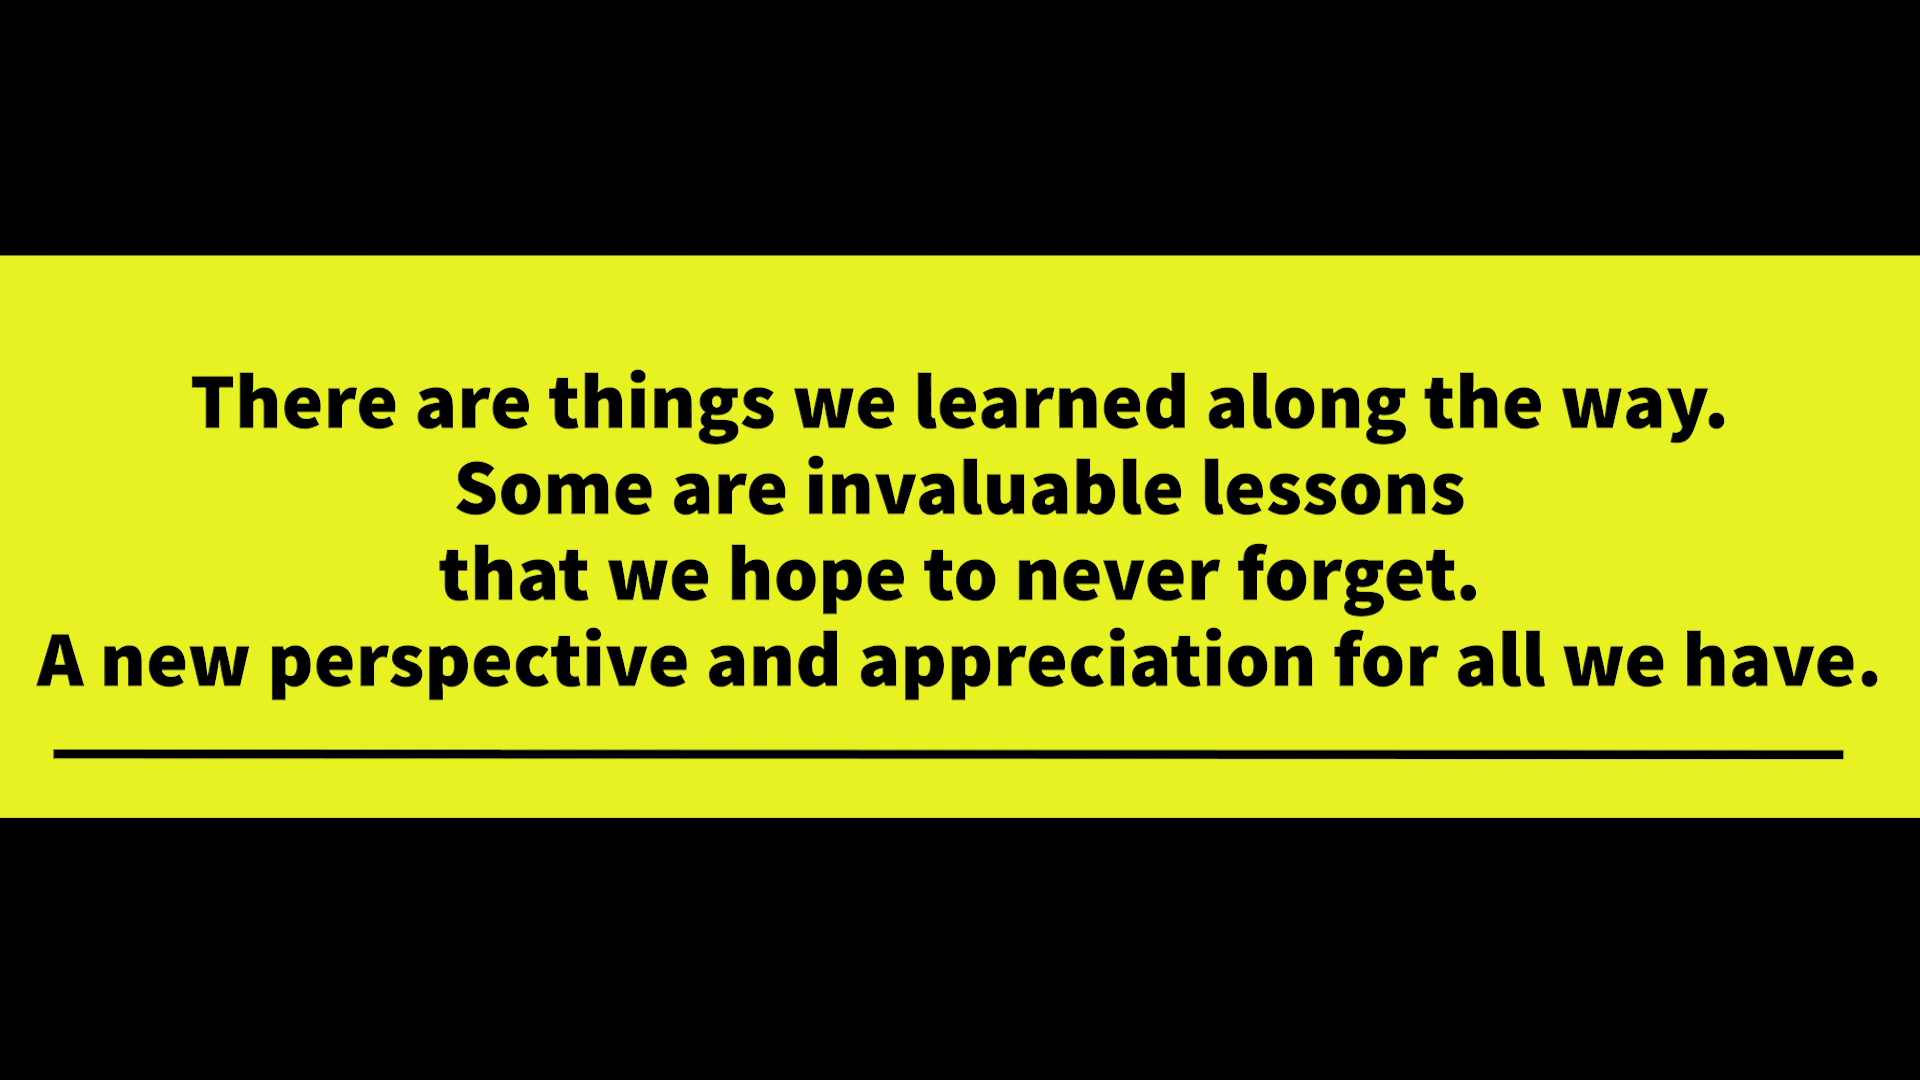 There are things we learned along the way.
Some are invaluable lessons
that we hope to never forget.
A new perspective and appreciation for all we have.